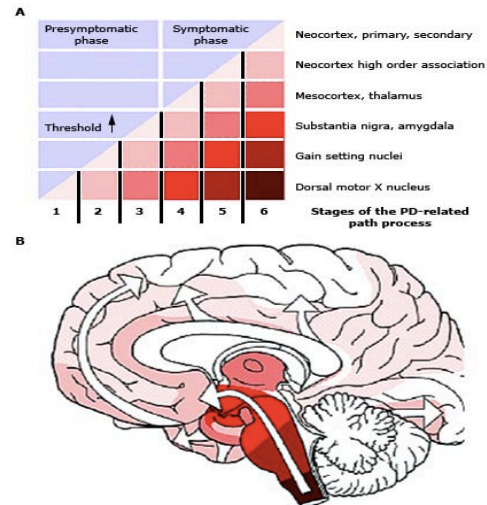 A
Presymptomatic phase
Symptomatic phase
Neocortex, primary, secondary
Neocortex high order association
Mesocortex, thalamus
Threshold
Substantia nigra, amygdala
Gain setting nuclei
Dorsal motor X nucleus
1 2 3 4 5 6
Stages of the PD-related
path process
B